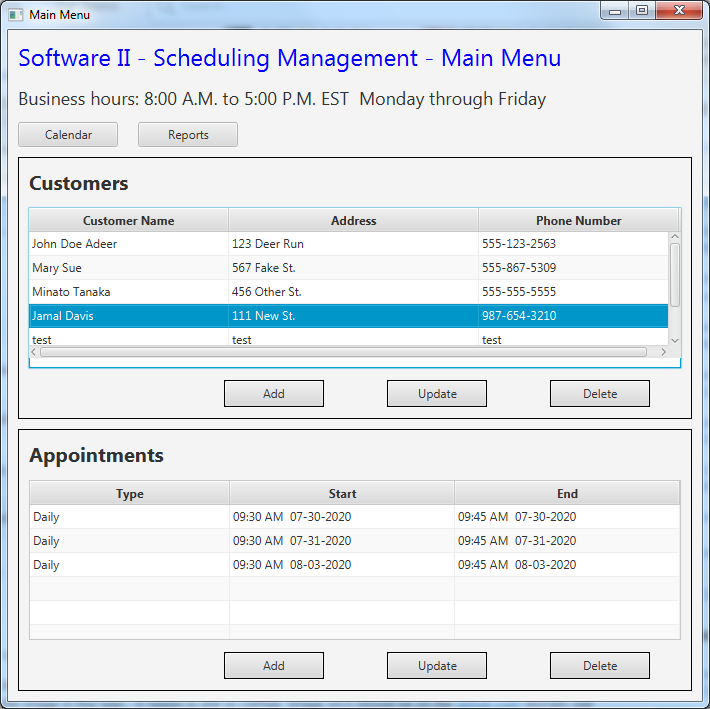 Main Menu
Software II - Scheduling Management - Main Menu
Business hours: 8:00 A.M. to 5:00 P.M. EST  Monday through Friday
Calendar Reports
Customers
Customer Name Address Phone Number
John Doe Adeer 123 Deer Run 555-123-2563
Mary Sue 567 Fake St. 555-867-5309
Minato Tanaka 456 Other St. 555-555-5555
Jamal Davis 111 New St. 987-654-3210
test test test
Add Update Delete
Appointments
Type Start End
Daily 09:30 AM  07-30-2020 09:45 AM  07-30-2020
Daily 09:30 AM  07-31-2020 09:45 AM  07-31-2020
Daily 09:30 AM  08-03-2020 09:45 AM  08-03-2020
Add Update Delete